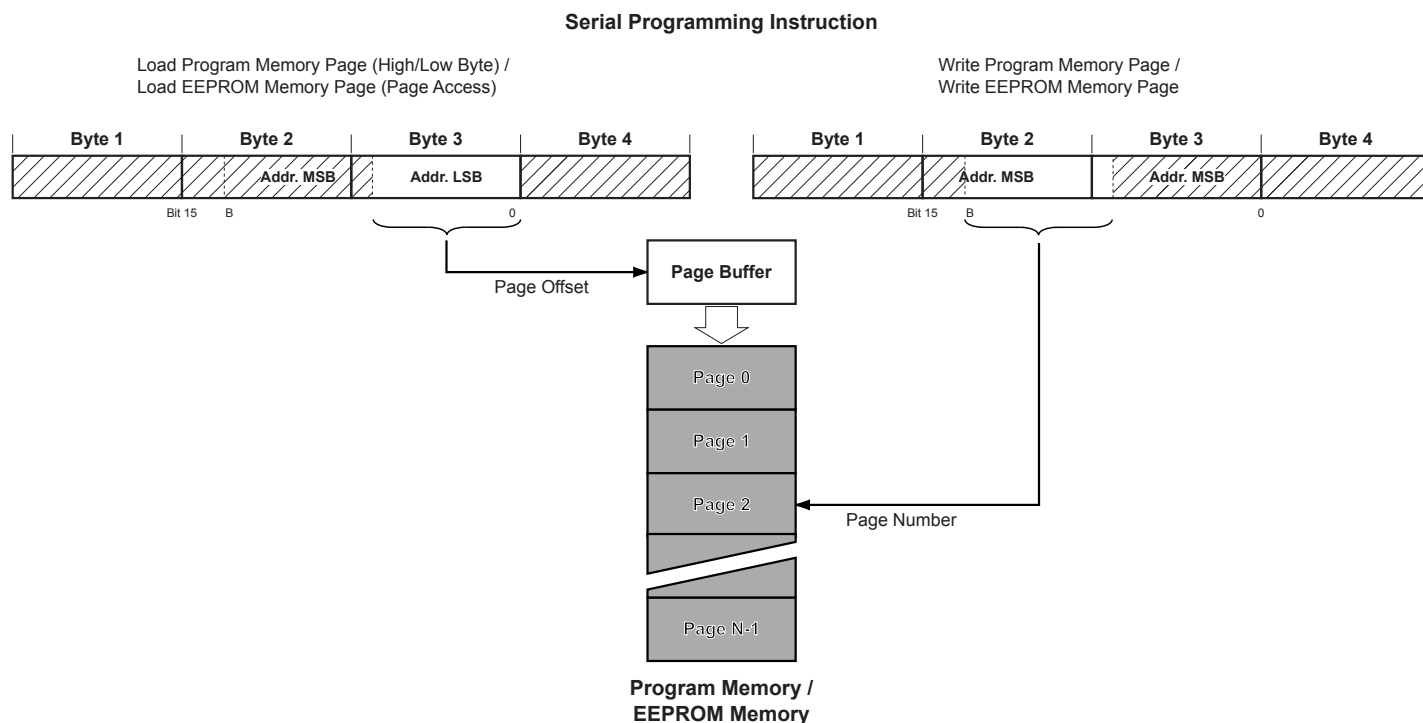 Serial Programming Instruction
Load Program Memory Page (High/Low Byte) /
Load EEPROM Memory Page (Page Access)
Write Program Memory Page /
Write EEPROM Memory Page
Byte 1 Byte 2 Byte 3 Byte 4
Byte 1 Byte 2 Byte 3 Byte 4
Addr. MSB Addr. LSB
Addr. MSB Addr. MSB
Bit 15 B 0
Bit 15 B 0
Page Buffer
Page Offset
Page 0
Page 1
Page 2
Page Number
Page N-1
Program Memory /
EEPROM Memory